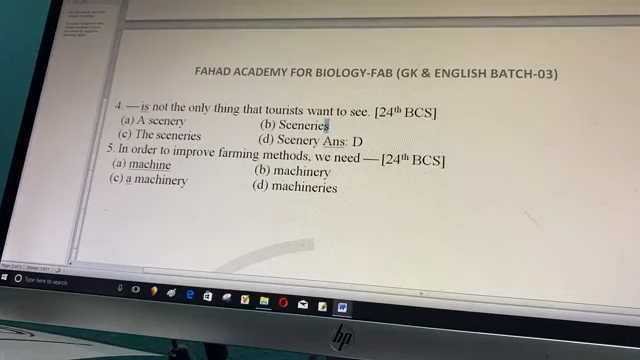 FAHAD ACADEMY FOR BIOLOGY-FAB (GK & ENGLISH BATCH-03)
4. — is not the only thing that tourists want to see. [24th BCS]
(a) A scenery (b) Sceneries
(c) The sceneries (d) Scenery Ans: D
5. In order to improve farming methods, we need — [24th BCS]
(a) machine (b) machinery
(c) a machinery (d) machineries
Type here to search
hp